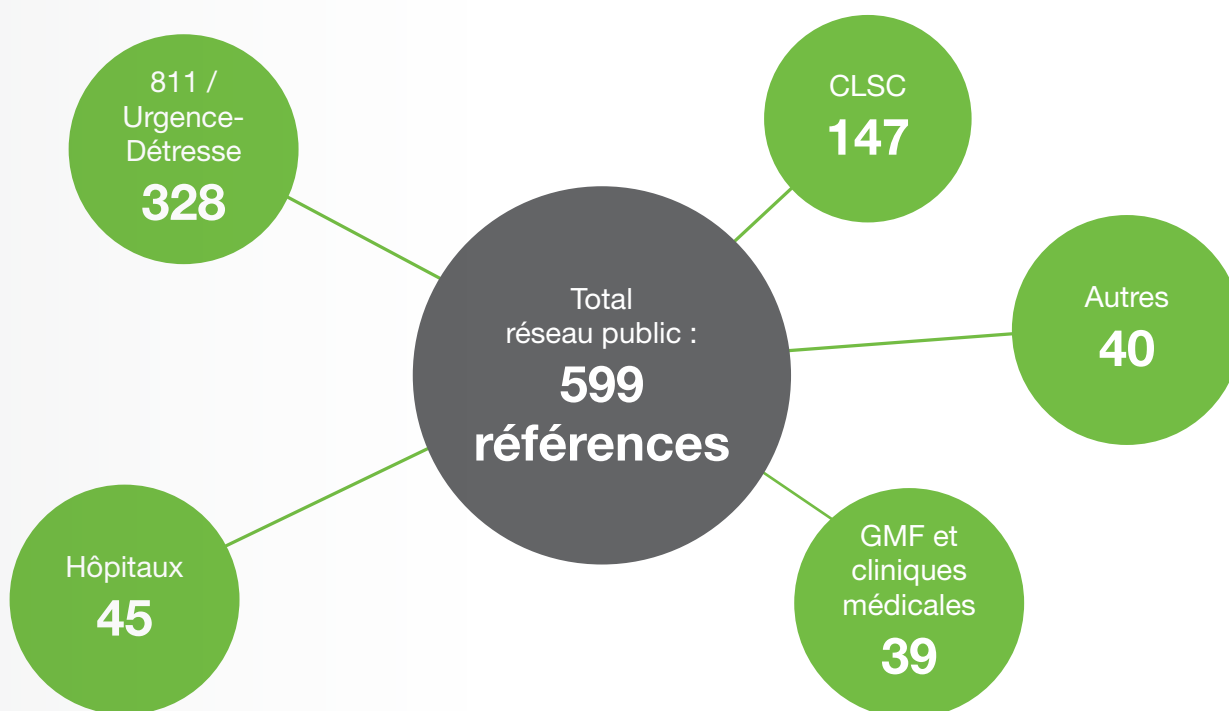 811 /
Urgence-
Détresse
328
CLSC
147
Total
réseau public :
599
références
Autres
40
Hôpitaux
45
GMF et
cliniques
médicales
39